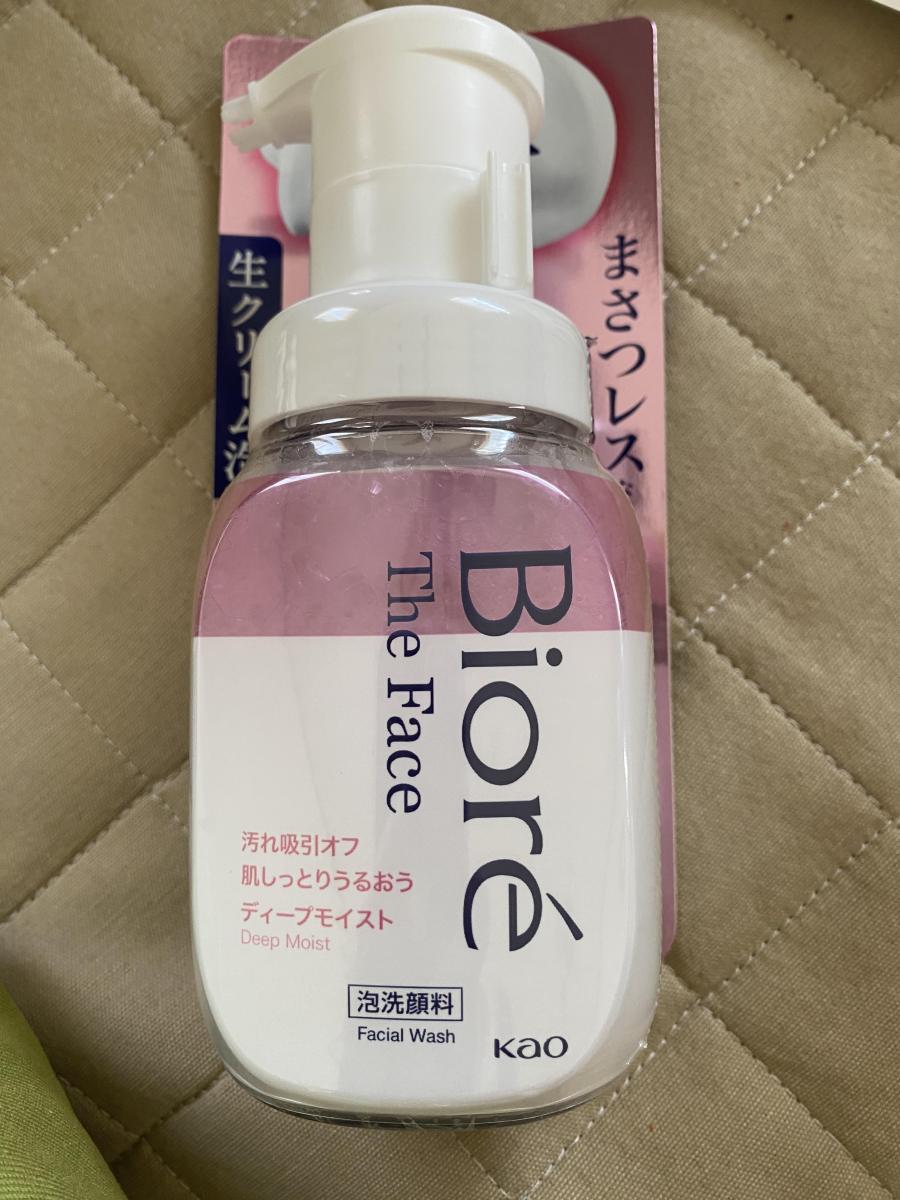 まさつレス
生クリーム泡
Bioré
The Face
汚れ吸引オフ
肌しっとりうるおう
ディープモイスト
Deep Moist
泡洗顔料
Facial Wash
Kao